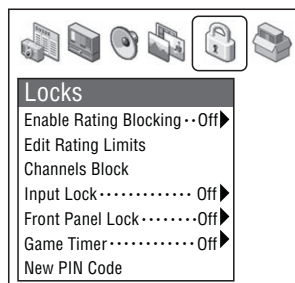 Locks
Enable Rating Blocking··Off
Edit Rating Limits
Channels Block
Input Lock············· Off
Front Panel Lock········Off
Game Timer············Off
New PIN Code